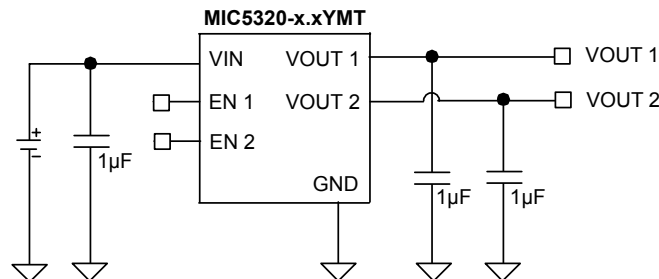 MIC5320-x.xYMT
VIN VOUT 1 VOUT 1
EN 1 VOUT 2 VOUT 2
EN 2
+
–
1µF
GND
1µF 1µF